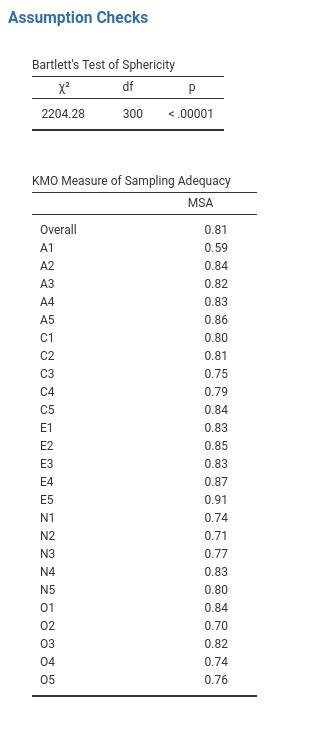 Assumption Checks
Bartlett's Test of Sphericity
χ² df p
2204.28 300 < .00001
KMO Measure of Sampling Adequacy
MSA
Overall 0.81
A1 0.59
A2 0.84
A3 0.82
A4 0.83
A5 0.86
C1 0.80
C2 0.81
C3 0.75
C4 0.79
C5 0.84
E1 0.83
E2 0.85
E3 0.83
E4 0.87
E5 0.91
N1 0.74
N2 0.71
N3 0.77
N4 0.83
N5 0.80
O1 0.84
O2 0.70
O3 0.82
O4 0.74
O5 0.76